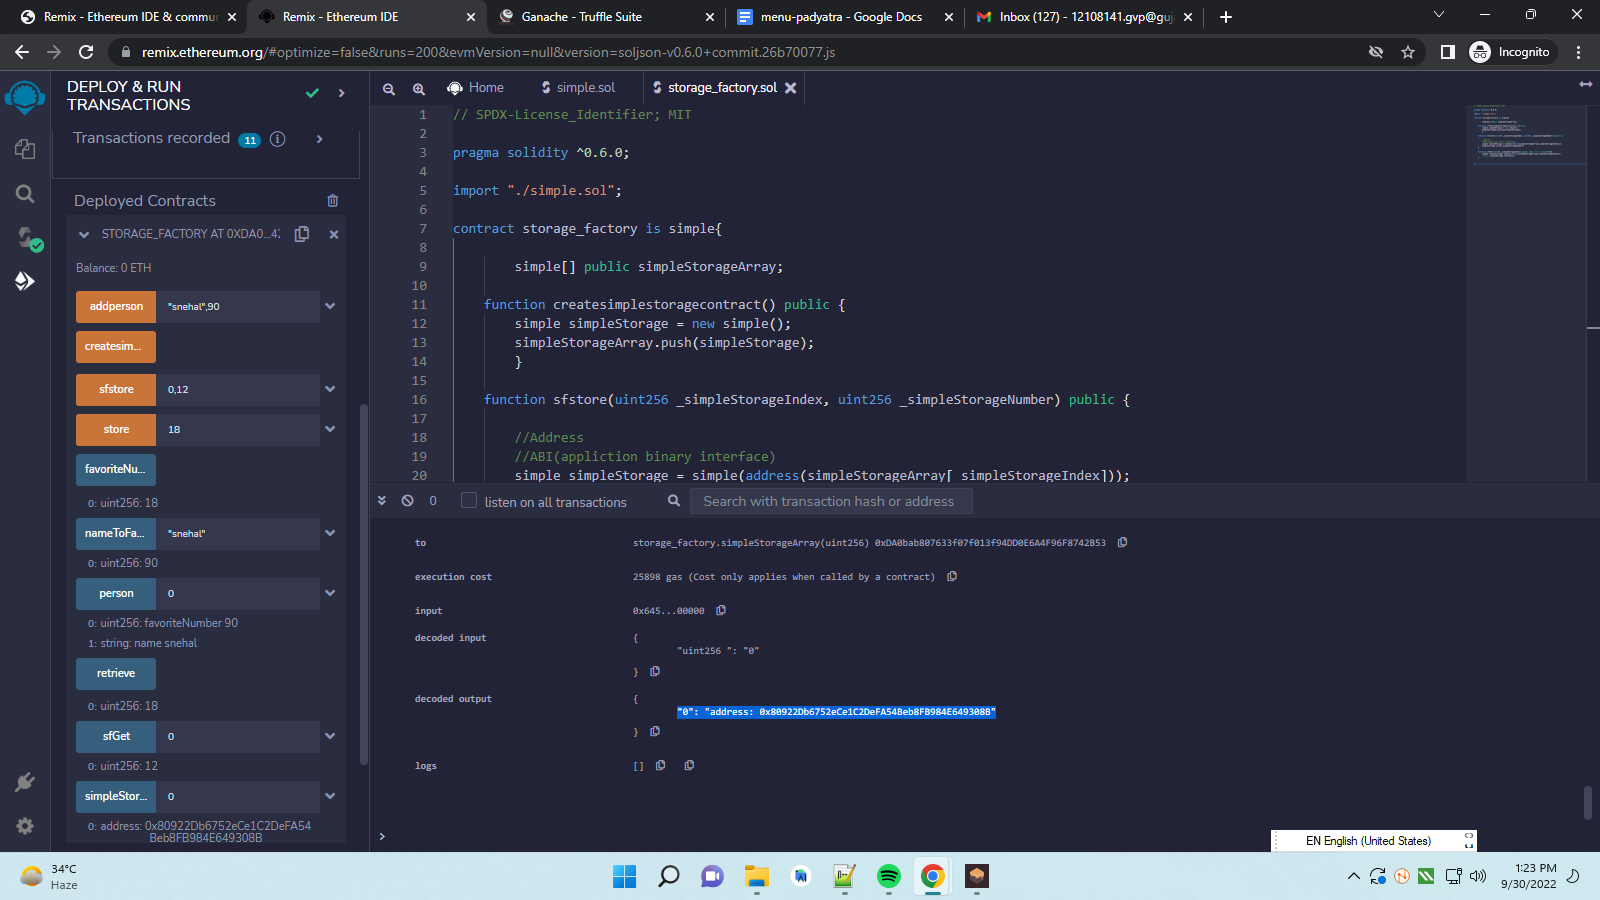 Remix - Ethereum IDE & commun
Remix - Ethereum IDE
Ganache - Truffle Suite
menu-padyatra - Google Docs
Inbox (127) - 12108141.gvp@guj
remix.ethereum.org/#optimize=false&runs=200&evmVersion=null&version=soljson-v0.6.0+commit.26b70077.js
Incognito
DEPLOY & RUN
TRANSACTIONS
Transactions recorded 11
Deployed Contracts
STORAGE_FACTORY AT 0XDA0...42
Balance: 0 ETH
addperson "snehal",90
createsim...
sfstore 0,12
store 18
favoriteNu...
0: uint256: 18
nameToFa... "snehal"
0: uint256: 90
person 0
0: uint256: favoriteNumber 90
1: string: name snehal
retrieve
0: uint256: 18
sfGet 0
0: uint256: 12
simpleStor... 0
0: address: 0x80922Db6752eCe1C2DeFA54
Beb8FB984E649308B
Home
simple.sol
storage_factory.sol
1 // SPDX-License_Identifier; MIT
2
3 pragma solidity ^0.6.0;
4
5 import "./simple.sol";
6
7 contract storage_factory is simple{
8
9 simple[] public simpleStorageArray;
10
11 function createsimplestoragecontract() public {
12 simple simpleStorage = new simple();
13 simpleStorageArray.push(simpleStorage);
14 }
15
16 function sfstore(uint256 _simpleStorageIndex, uint256 _simpleStorageNumber) public {
17
18 //Address
19 //ABI(appliction binary interface)
20 simple simpleStorage = simple(address(simpleStorageArray[_simpleStorageIndex]));
0
listen on all transactions
Search with transaction hash or address
to storage_factory.simpleStorageArray(uint256) 0xDA0bab807633f07f013f94DD0E6A4F96F8742B53
execution cost 25898 gas (Cost only applies when called by a contract)
input 0x645...00000
decoded input {
"uint256 ": "0"
}
decoded output {
"0": "address: 0x80922Db6752eCe1C2DeFA54Beb8FB984E649308B"
}
logs []
>
EN English (United States)
34°C
Haze
1:23 PM
9/30/2022